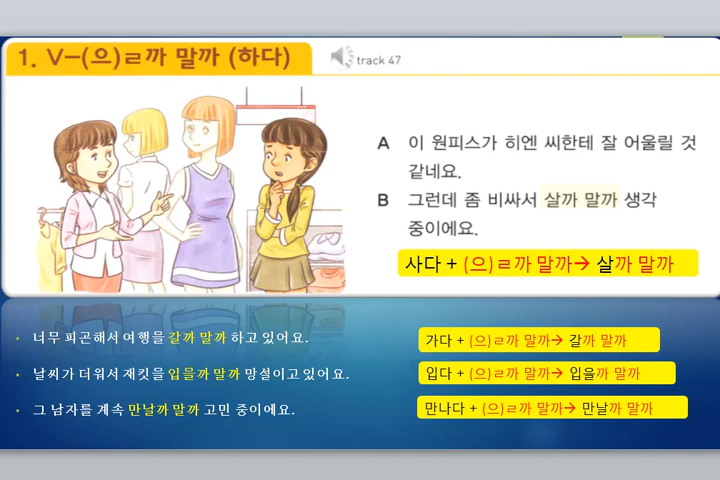 1. V-(으)ㄹ까 말까 (하다)
track 47
A 이 원피스가 히엔 씨한테 잘 어울릴 것
같네요.
B 그런데 좀 비싸서 살까 말까 생각
중이에요.
사다 + (으)ㄹ까 말까→ 살까 말까
• 너무 피곤해서 여행을 갈까 말까 하고 있어요.
가다 + (으)ㄹ까 말까→ 갈까 말까
• 날씨가 더워서 재킷을 입을까 말까 망설이고 있어요.
입다 + (으)ㄹ까 말까→ 입을까 말까
• 그 남자를 계속 만날까 말까 고민 중이에요.
만나다 + (으)ㄹ까 말까→ 만날까 말까